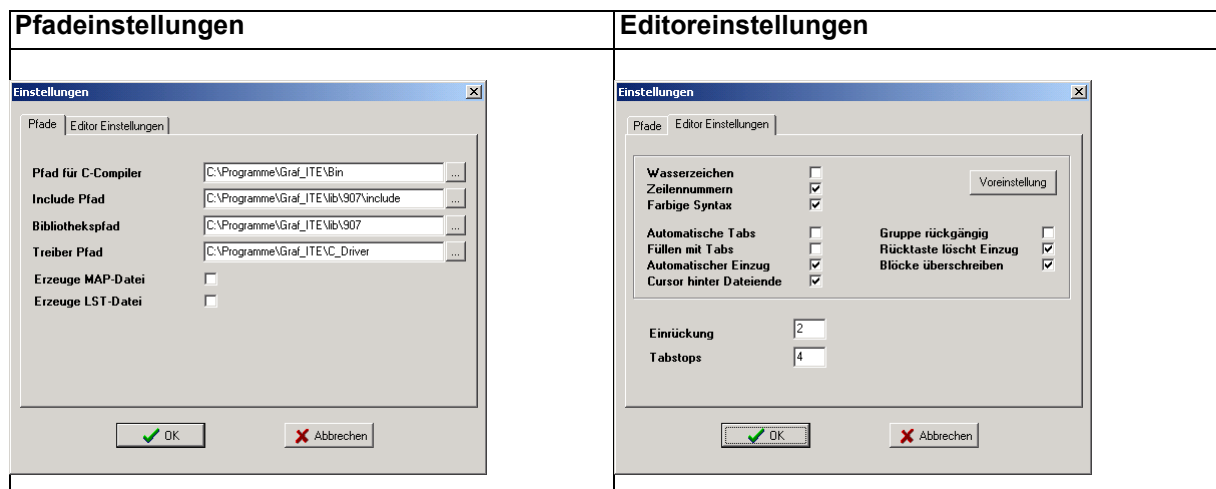 Pfadeinstellungen
Editoreinstellungen
Einstellungen
Pfade Editor Einstellungen
Pfad für C-Compiler C:\Programme\Graf_ITE\Bin ...
Include Pfad C:\Programme\Graf_ITE\lib\907\include ...
Bibliothekspfad C:\Programme\Graf_ITE\lib\907 ...
Treiber Pfad C:\Programme\Graf_ITE\C_Driver ...
Erzeuge MAP-Datei
Erzeuge LST-Datei
OK Abbrechen
Einstellungen
Pfade Editor Einstellungen
Wasserzeichen
Zeilennummern
Farbige Syntax
Voreinstellung
Automatische Tabs
Füllen mit Tabs
Automatischer Einzug
Cursor hinter Dateiende
Gruppe rückgängig
Rücktaste löscht Einzug
Blöcke überschreiben
Einrückung 2
Tabstops 4
OK Abbrechen